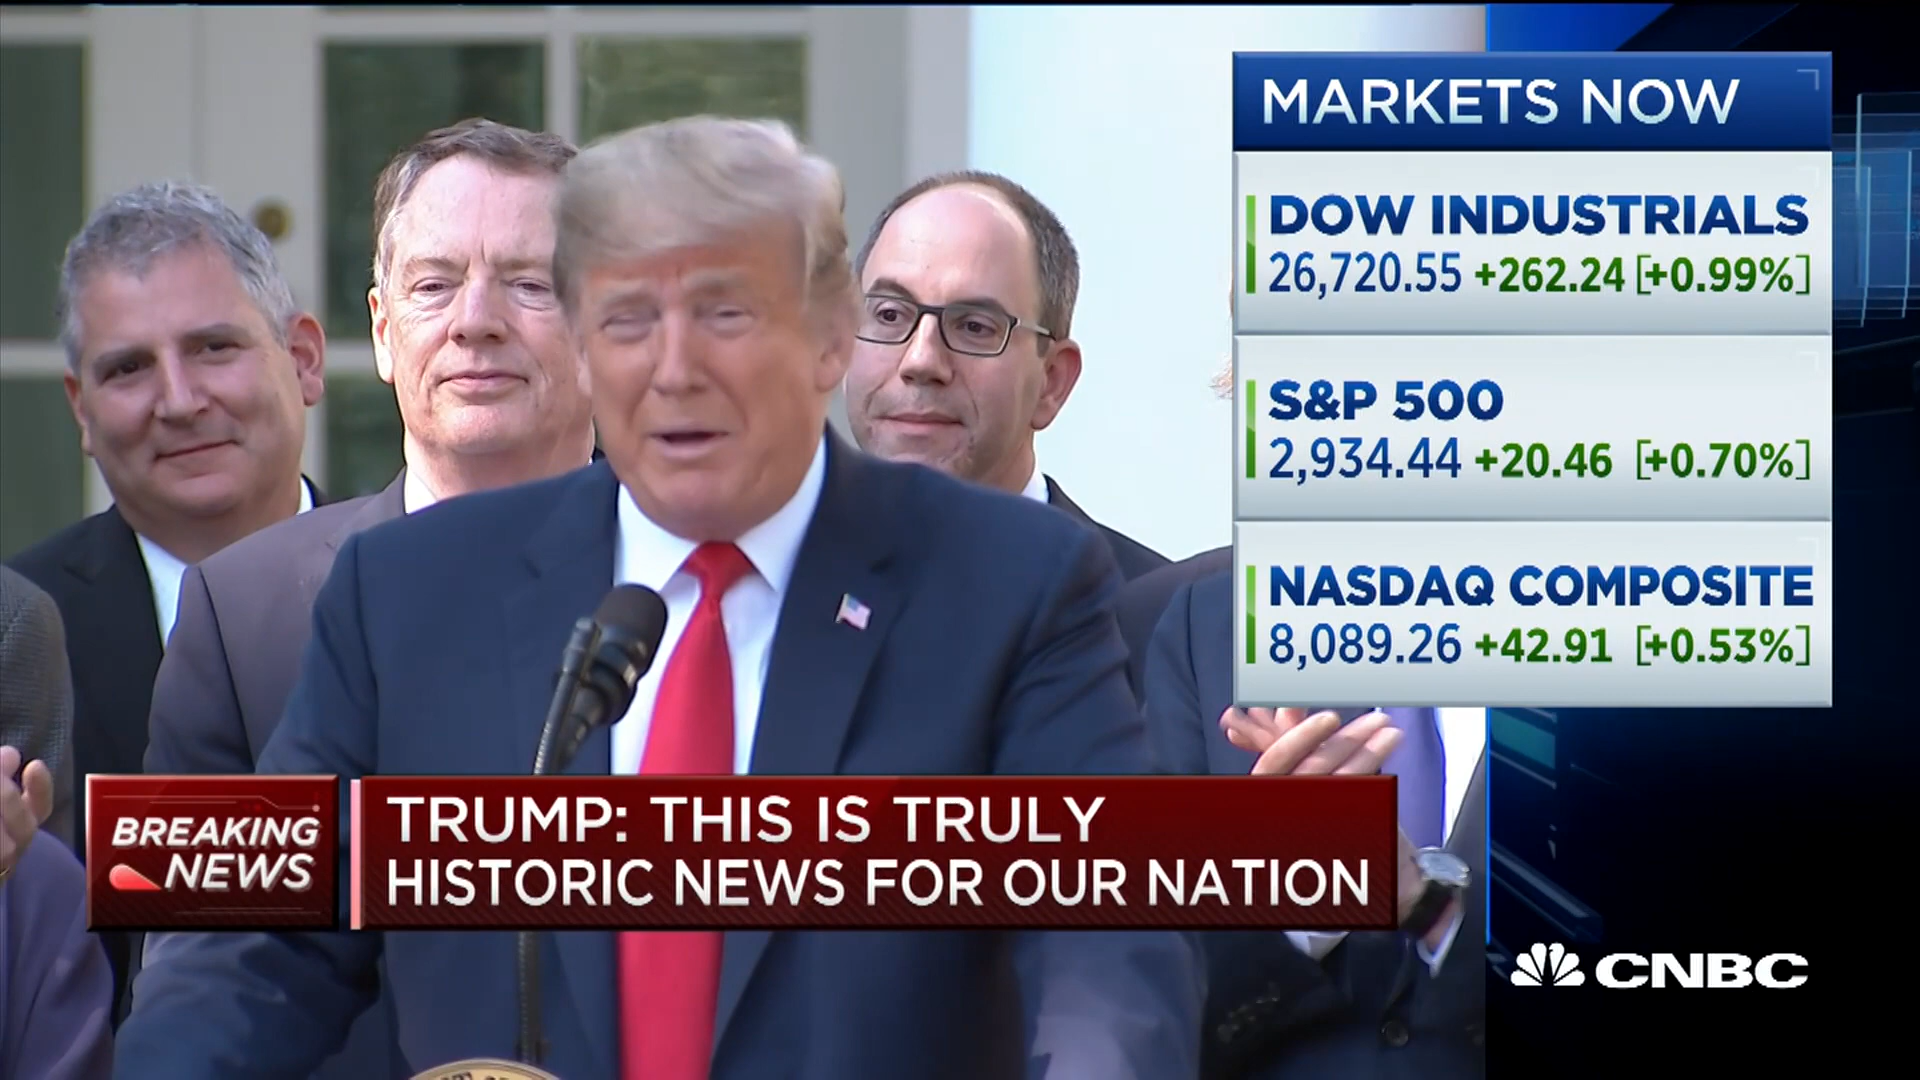 MARKETS NOW
DOW INDUSTRIALS
26,720.55 +262.24 [+0.99%]
S&P 500
2,934.44 +20.46 [+0.70%]
NASDAQ COMPOSITE
8,089.26 +42.91 [+0.53%]
BREAKING
NEWS
TRUMP: THIS IS TRULY
HISTORIC NEWS FOR OUR NATION
CNBC